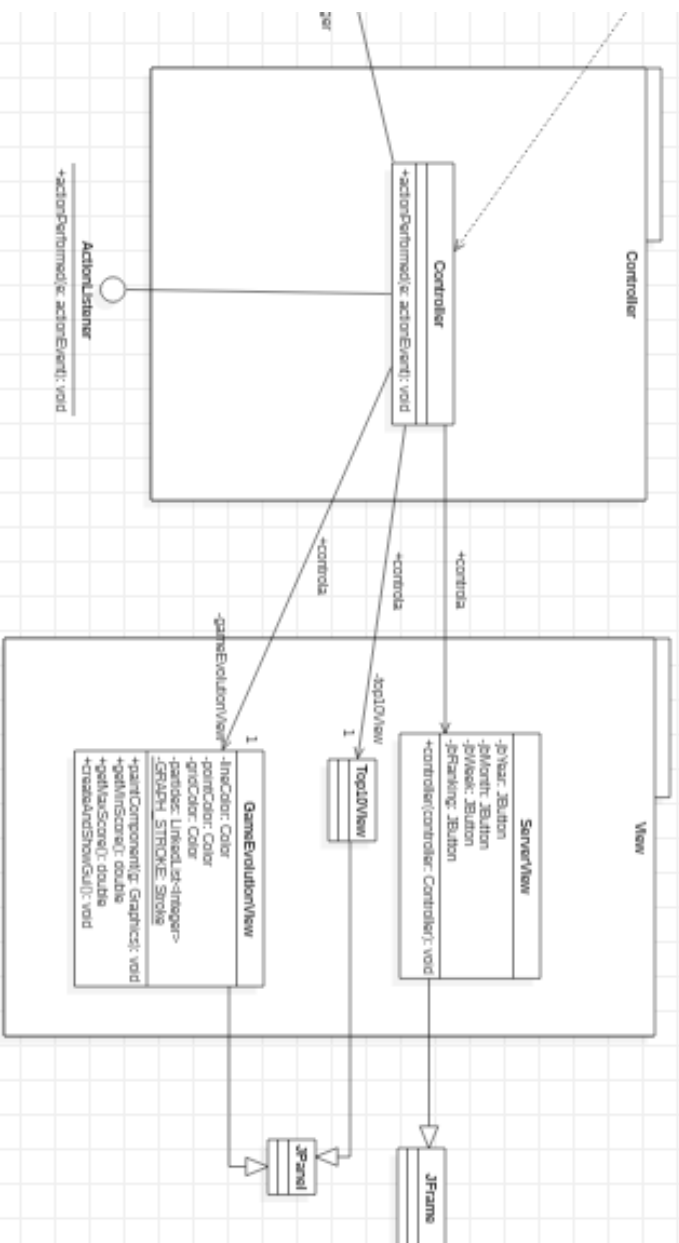 Controller
Controller
+actionPerformed(e: actionEvent): void
ActionListener
+actionPerformed(e: actionEvent): void
+controla
+controla
+controla
-top10View
1
-gameEvolutionView
1
View
ServerView
-jbYear: JButton
-jbMonth: JButton
-jbWeek: JButton
-jbRanking: JButton
+controller(controller: Controller): void
Top10View
GameEvolutionView
-lineColor: Color
-pointColor: Color
-gridColor: Color
-partides: LinkedList<Integer>
-GRAPH_STROKE: Stroke
+paintComponent(g: Graphics): void
+getMinScore(): double
+getMaxScore(): double
+createAndShowGui(): void
JFrame
JPanel